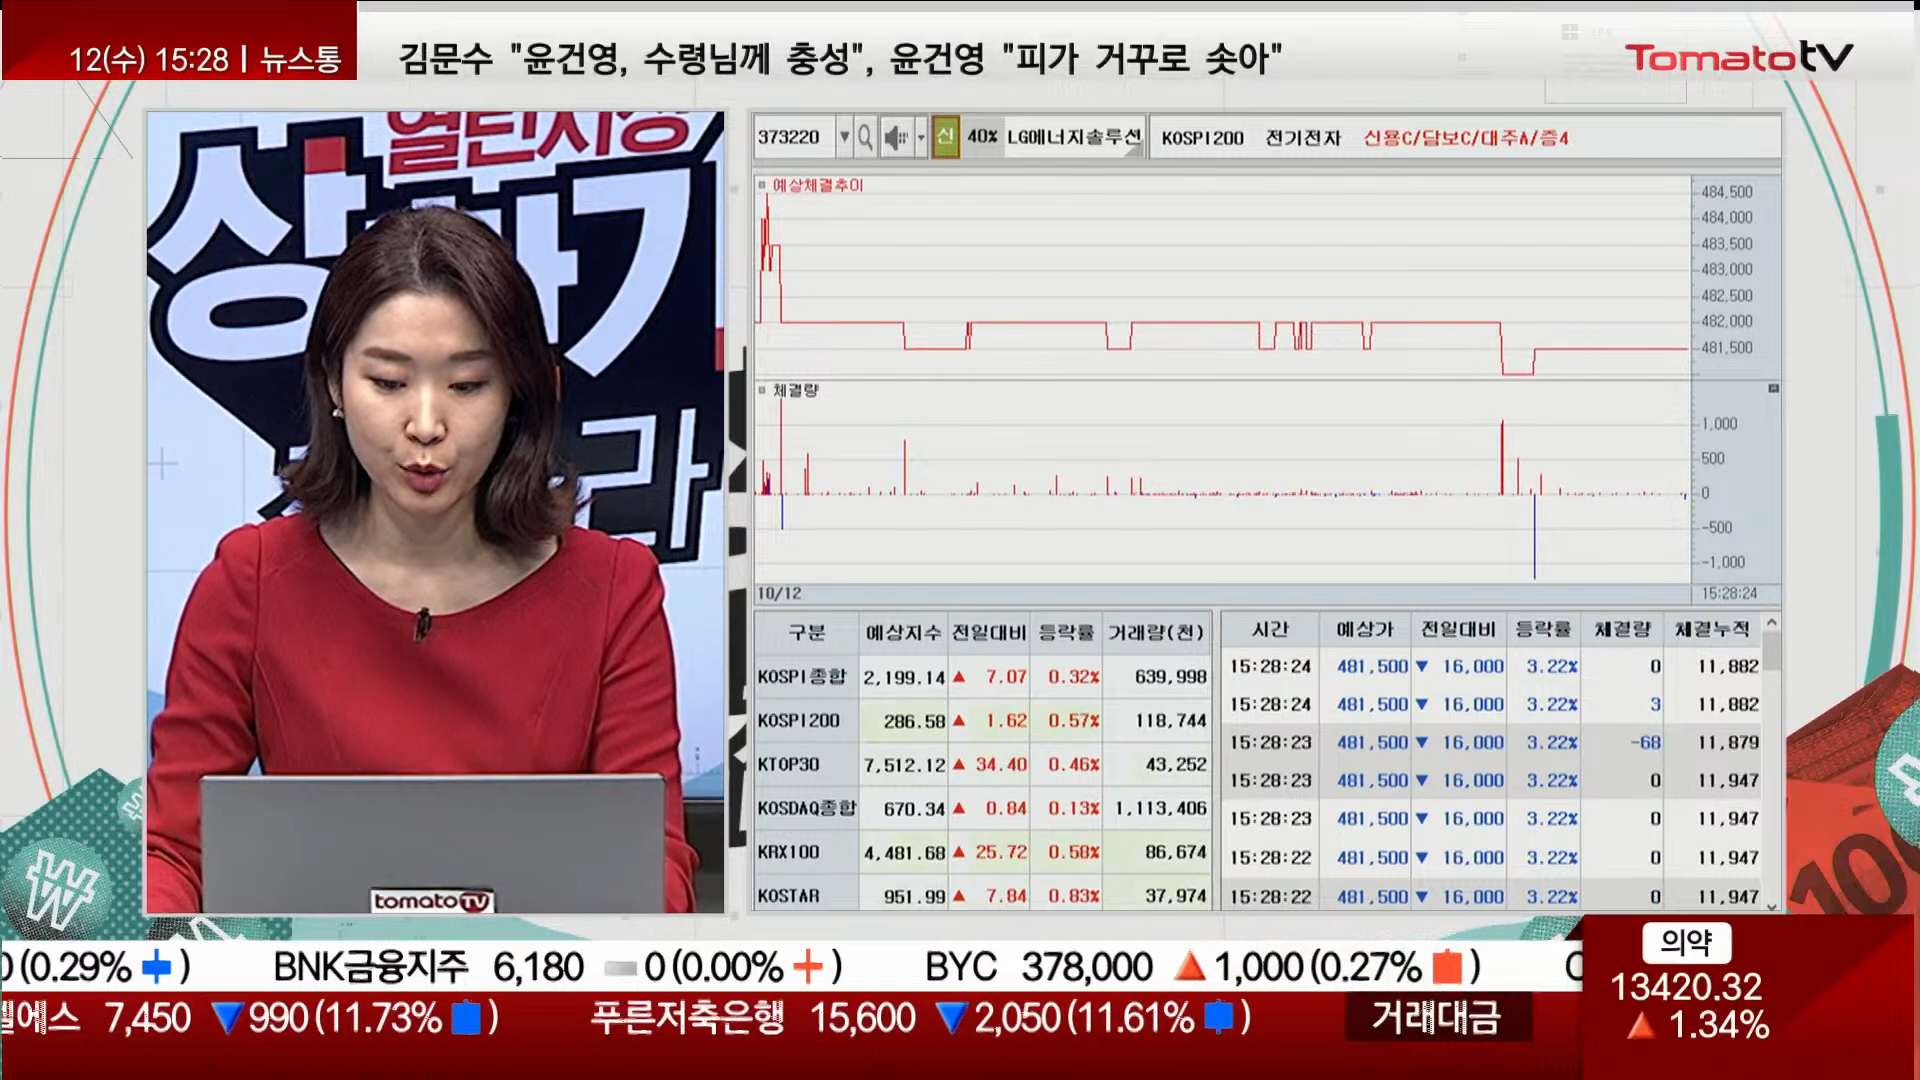 12(수) 15:28 | 뉴스통
김문수 "윤건영, 수령님께 충성", 윤건영 "피가 거꾸로 솟아"
Tomatotv
열린시장
상
373220
신 40% LG에너지솔루션
KOSPI200 전기전자 신용C/담보C/대주A/증4
예상체결추이
484,500
484,000
483,500
483,000
482,500
482,000
481,500
체결량
1,000
500
0
-500
-1,000
10/12
15:28:24
구분 예상지수 전일대비 등락률 거래량(천)
KOSPI종합 2,199.14 ▲ 7.07 0.32% 639,998
KOSPI200 286.58 ▲ 1.62 0.57% 118,744
KTOP30 7,512.12 ▲ 34.40 0.46% 43,252
KOSDAQ종합 670.34 ▲ 0.84 0.13% 1,113,406
KRX100 4,481.68 ▲ 25.72 0.58% 86,674
KOSTAR 951.99 ▲ 7.84 0.83% 37,974
시간 예상가 전일대비 등락률 체결량 체결누적
15:28:24 481,500 ▼ 16,000 3.22% 0 11,882
15:28:24 481,500 ▼ 16,000 3.22% 3 11,882
15:28:23 481,500 ▼ 16,000 3.22% -68 11,879
15:28:23 481,500 ▼ 16,000 3.22% 0 11,947
15:28:23 481,500 ▼ 16,000 3.22% 0 11,947
15:28:22 481,500 ▼ 16,000 3.22% 0 11,947
15:28:22 481,500 ▼ 16,000 3.22% 0 11,947
tomatoTV
0(0.29% ) BNK금융지주 6,180 0(0.00% ) BYC 378,000 ▲1,000(0.27% )
엘에스 7,450 ▼990(11.73% ) 푸른저축은행 15,600 ▼2,050(11.61% ) 거래대금
의약
13420.32
▲ 1.34%